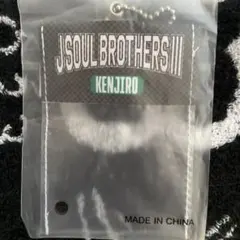 J SOUL BROTHERS III
KENJIRO
MADE IN CHINA